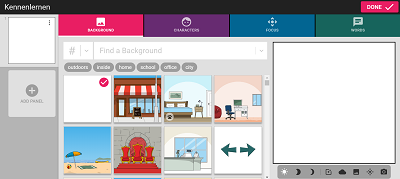 Kennenlernen
DONE
BACKGROUND
CHARACTERS
FOCUS
WORDS
# Find a Background
outdoors inside home school office city
ADD PANEL